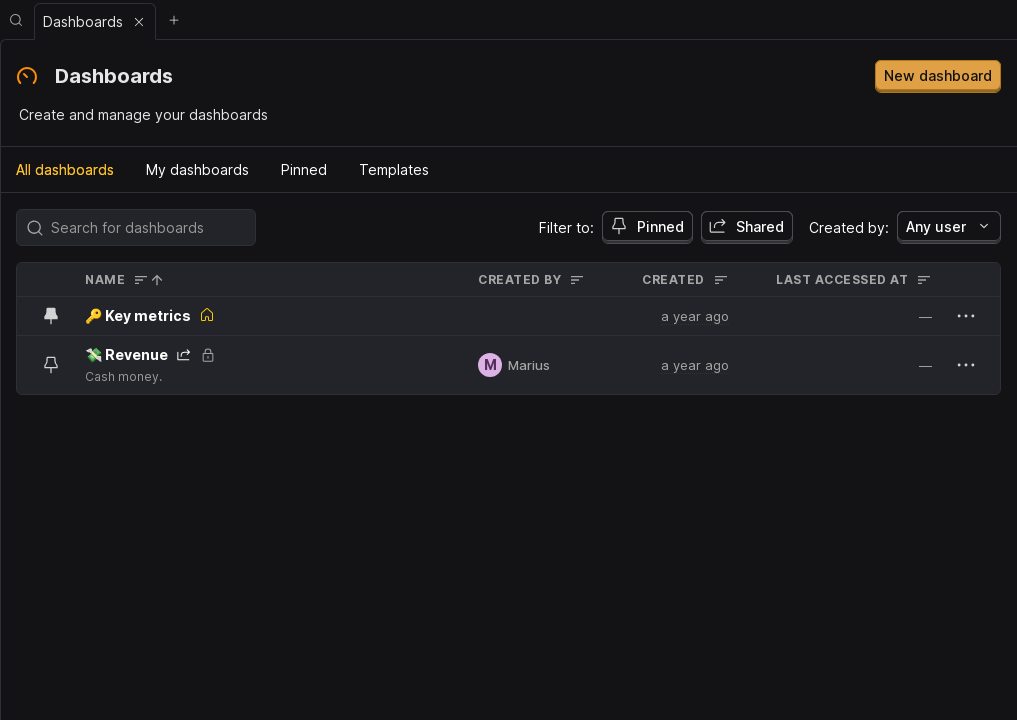 Dashboards
Dashboards
New dashboard
Create and manage your dashboards
All dashboards My dashboards Pinned Templates
Search for dashboards Filter to: Pinned Shared Created by: Any user
NAME CREATED BY CREATED LAST ACCESSED AT
🔑 Key metrics a year ago —
💸 Revenue M Marius a year ago —
Cash money.